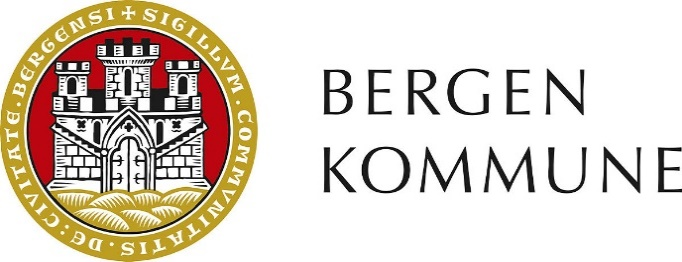 ✝ SIGILLVM · COMMVNITATIS · DE : CIVITATE · BERGENSI
BERGEN
KOMMUNE